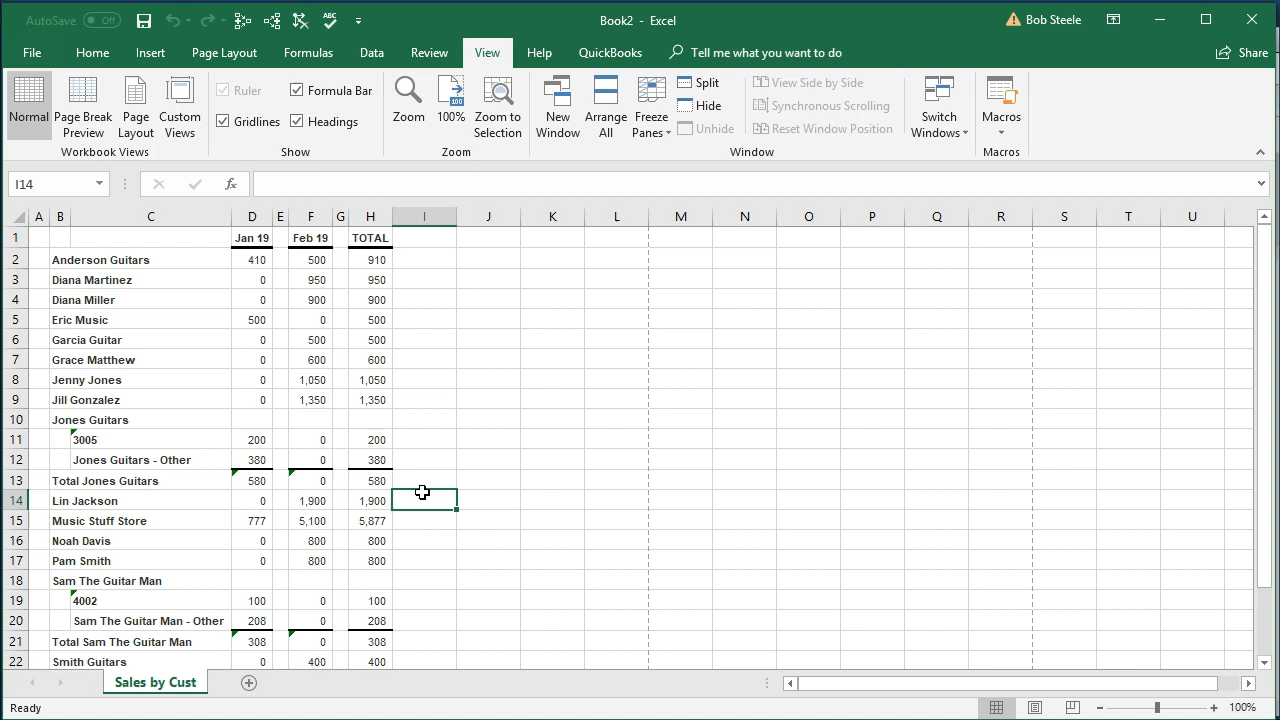 AutoSave Off ABC Book2 - Excel Bob Steele
File Home Insert Page Layout Formulas Data Review View Help QuickBooks Tell me what you want to do Share
Normal Page Break Preview Page Layout Custom Views
Workbook Views
Ruler Formula Bar
Gridlines Headings
Show
Zoom 100 100% Zoom to Selection
Zoom
New Window Arrange All Freeze Panes
Split
Hide
Unhide
View Side by Side
Synchronous Scrolling
Reset Window Position
Switch Windows
Window
Macros
Macros
I14 fx
A B C D E F G H I J K L M N O P Q R S T U
1 Jan 19 Feb 19 TOTAL
2 Anderson Guitars 410 500 910
3 Diana Martinez 0 950 950
4 Diana Miller 0 900 900
5 Eric Music 500 0 500
6 Garcia Guitar 0 500 500
7 Grace Matthew 0 600 600
8 Jenny Jones 0 1,050 1,050
9 Jill Gonzalez 0 1,350 1,350
10 Jones Guitars
11 3005 200 0 200
12 Jones Guitars - Other 380 0 380
13 Total Jones Guitars 580 0 580
14 Lin Jackson 0 1,900 1,900
15 Music Stuff Store 777 5,100 5,877
16 Noah Davis 0 800 800
17 Pam Smith 0 800 800
18 Sam The Guitar Man
19 4002 100 0 100
20 Sam The Guitar Man - Other 208 0 208
21 Total Sam The Guitar Man 308 0 308
22 Smith Guitars 0 400 400
Sales by Cust
Ready 100%